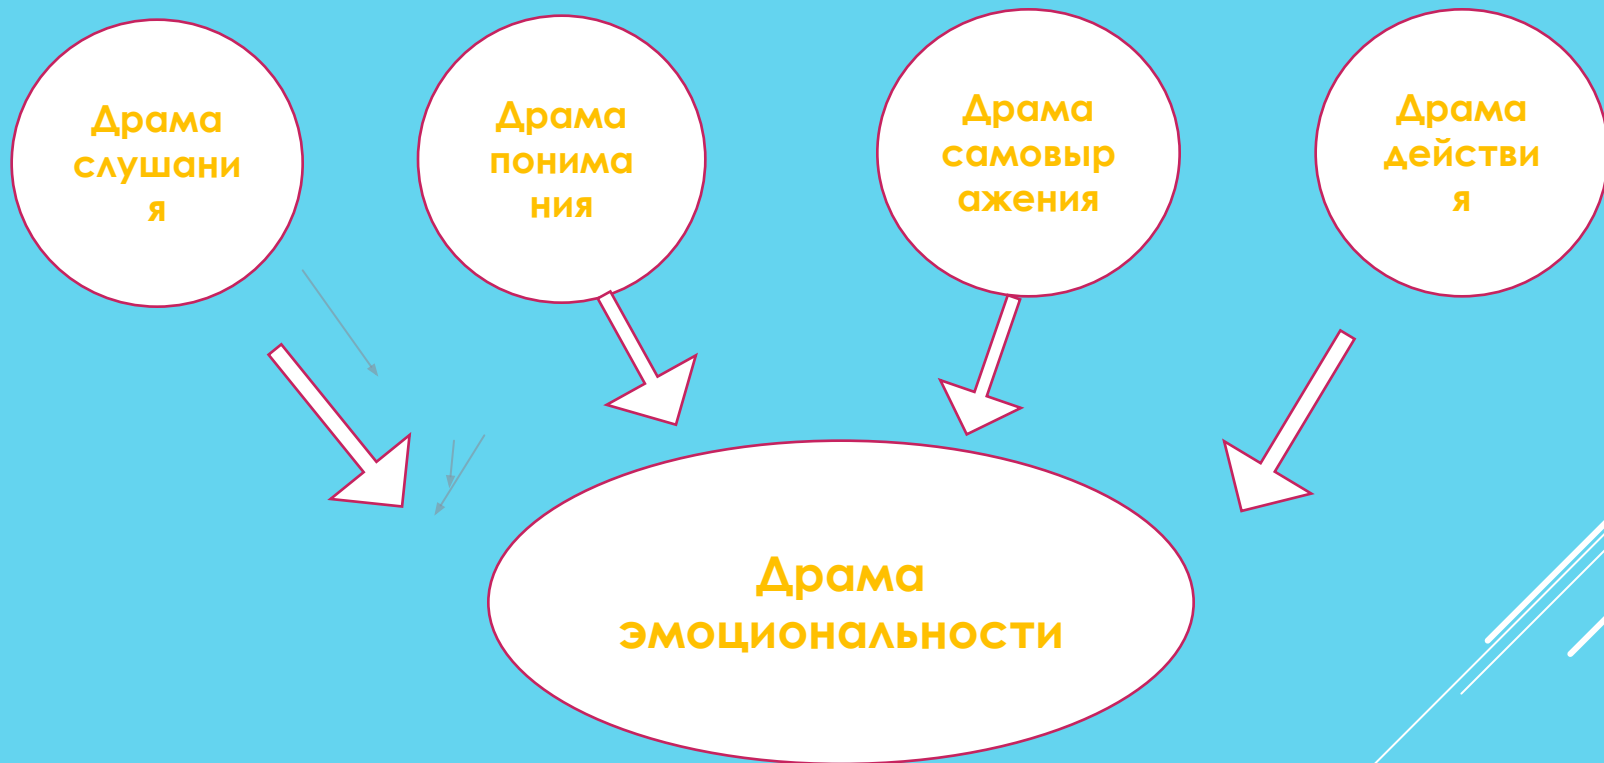 Драма
слушани
я
Драма
понима
ния
Драма
самовыр
ажения
Драма
действи
я
Драма
эмоциональности